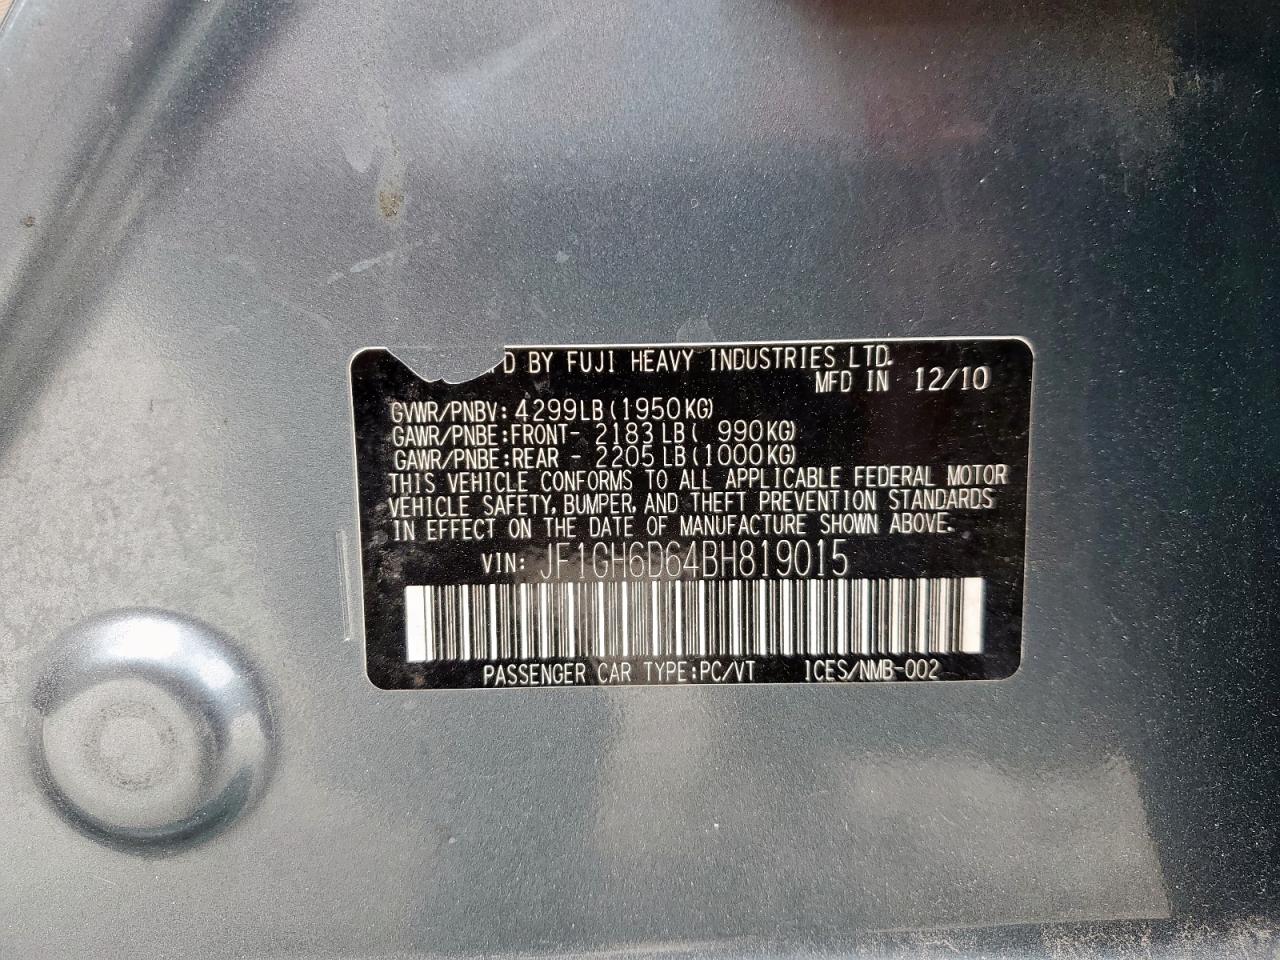 D BY FUJI HEAVY INDUSTRIES LTD.
MFD IN 12/10
GVWR/PNBV: 4299LB(1950KG)
GAWR/PNBE:FRONT- 2183LB( 990KG)
GAWR/PNBE:REAR - 2205LB(1000KG)
THIS VEHICLE CONFORMS TO ALL APPLICABLE FEDERAL MOTOR
VEHICLE SAFETY, BUMPER, AND THEFT PREVENTION STANDARDS
IN EFFECT ON THE DATE OF MANUFACTURE SHOWN ABOVE.
VIN: JF1GH6D64BH819015
PASSENGER CAR TYPE:PC/VT ICES/NMB-002